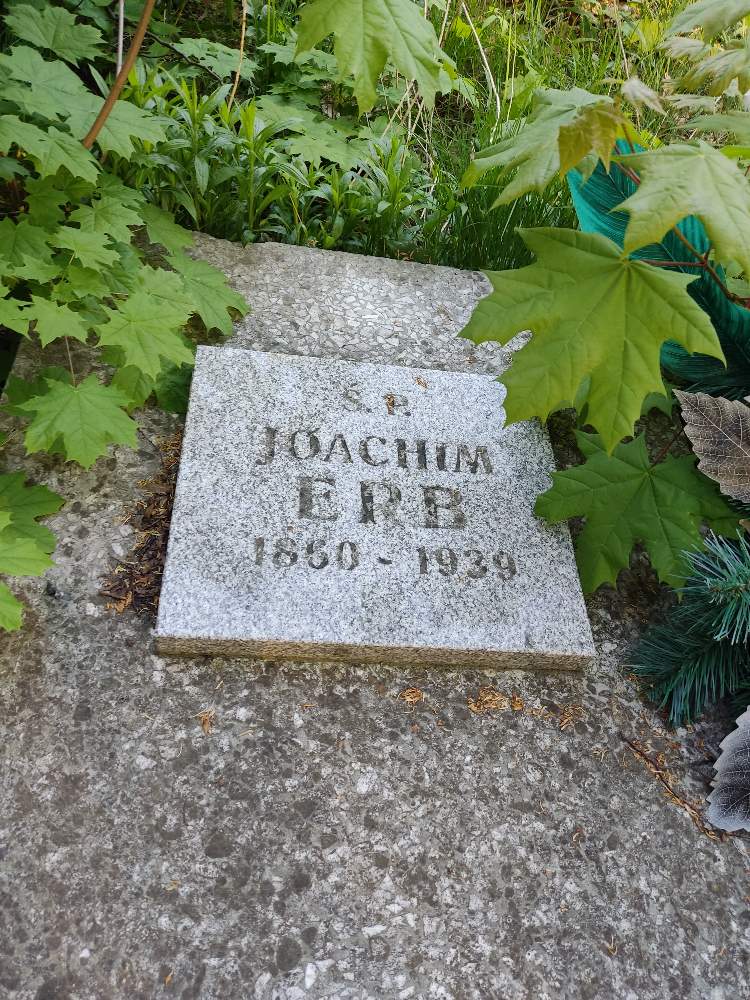 Ś.P.
JOACHIM
ERB
1860 - 1939